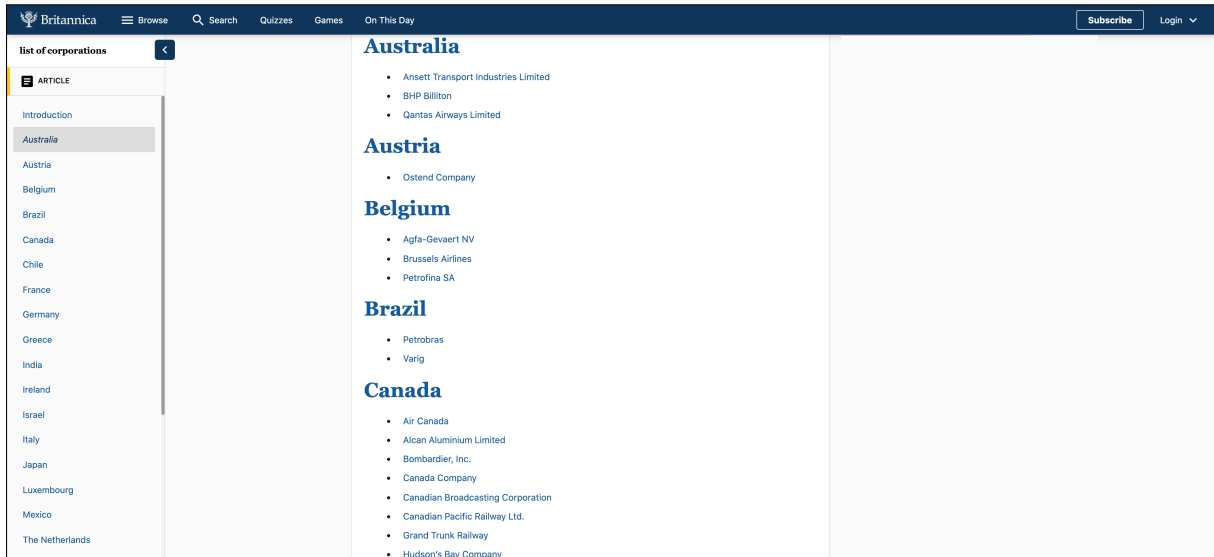 Britannica
Browse
Search
Quizzes
Games
On This Day
Subscribe
Login
list of corporations
ARTICLE
Introduction
Australia
Austria
Belgium
Brazil
Canada
Chile
France
Germany
Greece
India
Ireland
Israel
Italy
Japan
Luxembourg
Mexico
The Netherlands
Australia
Ansett Transport Industries Limited
BHP Billiton
Qantas Airways Limited
Austria
Ostend Company
Belgium
Agfa-Gevaert NV
Brussels Airlines
Petrofina SA
Brazil
Petrobras
Varig
Canada
Air Canada
Alcan Aluminium Limited
Bombardier, Inc.
Canada Company
Canadian Broadcasting Corporation
Canadian Pacific Railway Ltd.
Grand Trunk Railway
Hudson's Bay Company